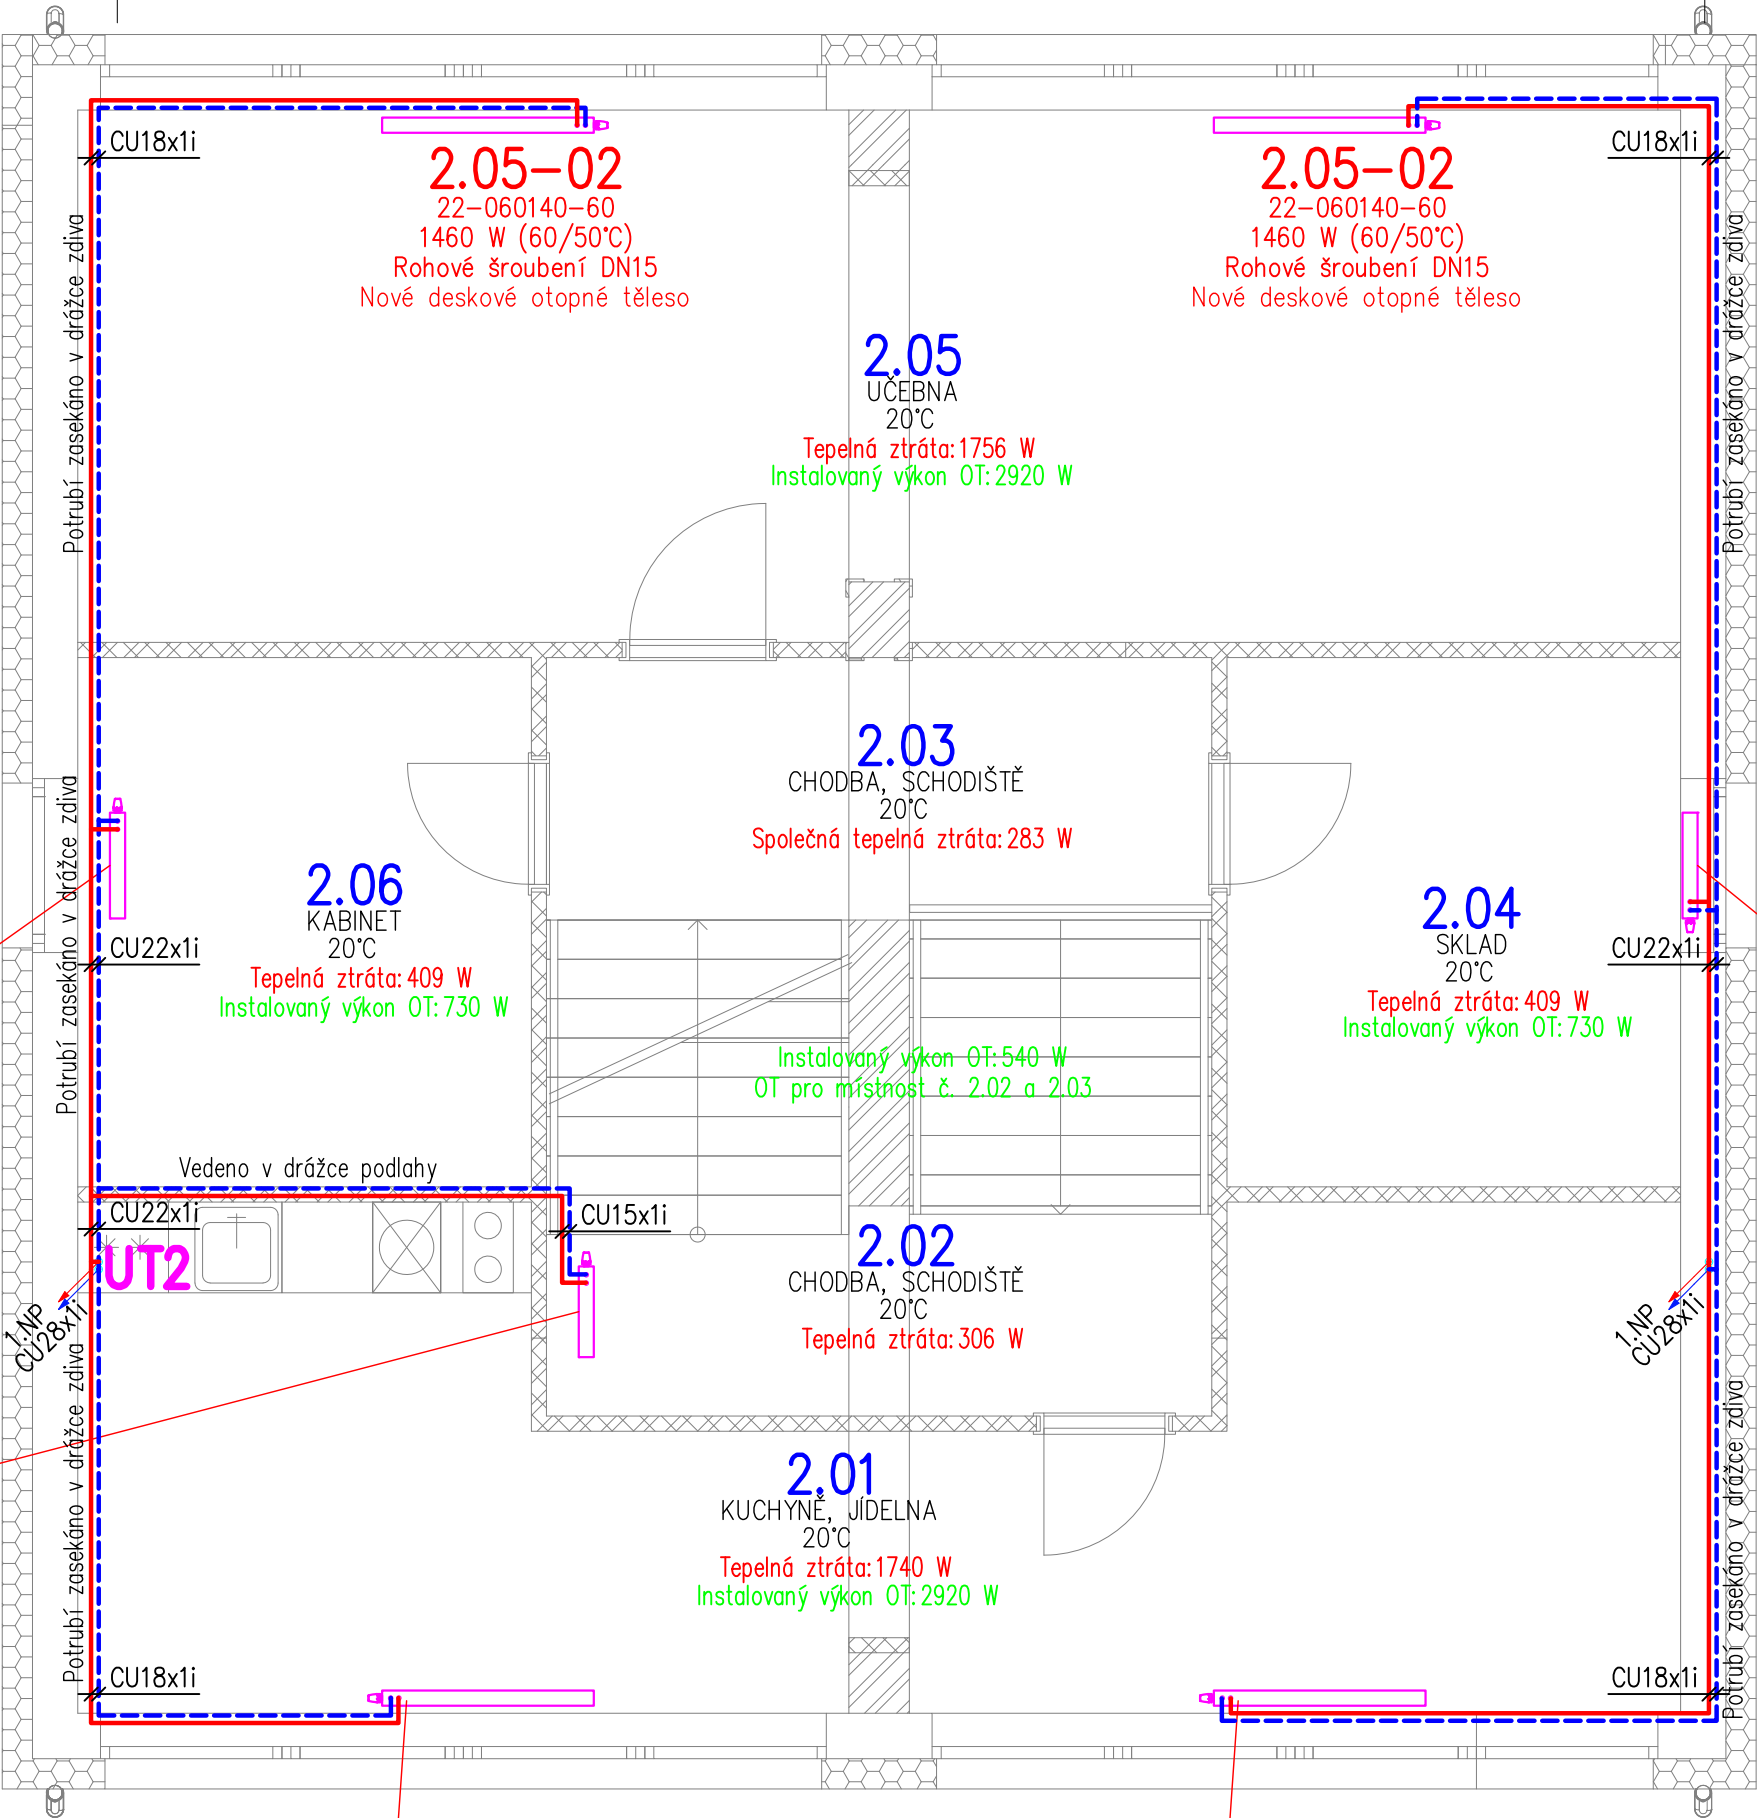 CU18x1i
CU18x1i
2.05-02
22-060140-60
1460 W (60/50°C)
Rohové šroubení DN15
Nové deskové otopné těleso
2.05-02
22-060140-60
1460 W (60/50°C)
Rohové šroubení DN15
Nové deskové otopné těleso
Potrubí zasekáno v drážce zdiva
Potrubí zasekáno v drážce zdiva
2.05
UČEBNA
20°C
Tepelná ztráta: 1756 W
Instalovaný výkon OT: 2920 W
2.03
CHODBA, SCHODIŠTĚ
20°C
Společná tepelná ztráta: 283 W
Potrubí zasekáno v drážce zdiva
2.06
KABINET
20°C
Tepelná ztráta: 409 W
Instalovaný výkon OT: 730 W
CU22x1i
2.04
SKLAD
20°C
Tepelná ztráta: 409 W
Instalovaný výkon OT: 730 W
CU22x1i
Instalovaný výkon OT: 540 W
OT pro místnost č. 2.02 a 2.03
Vedeno v drážce podlahy
CU22x1i
CU15x1i
UT2
1.NP
CU28x1i
2.02
CHODBA, SCHODIŠTĚ
20°C
Tepelná ztráta: 306 W
1.NP
CU28x1i
Potrubí zasekáno v drážce zdiva
Potrubí zasekáno v drážce zdiva
2.01
KUCHYNĚ, JÍDELNA
20°C
Tepelná ztráta: 1740 W
Instalovaný výkon OT: 2920 W
CU18x1i
CU18x1i